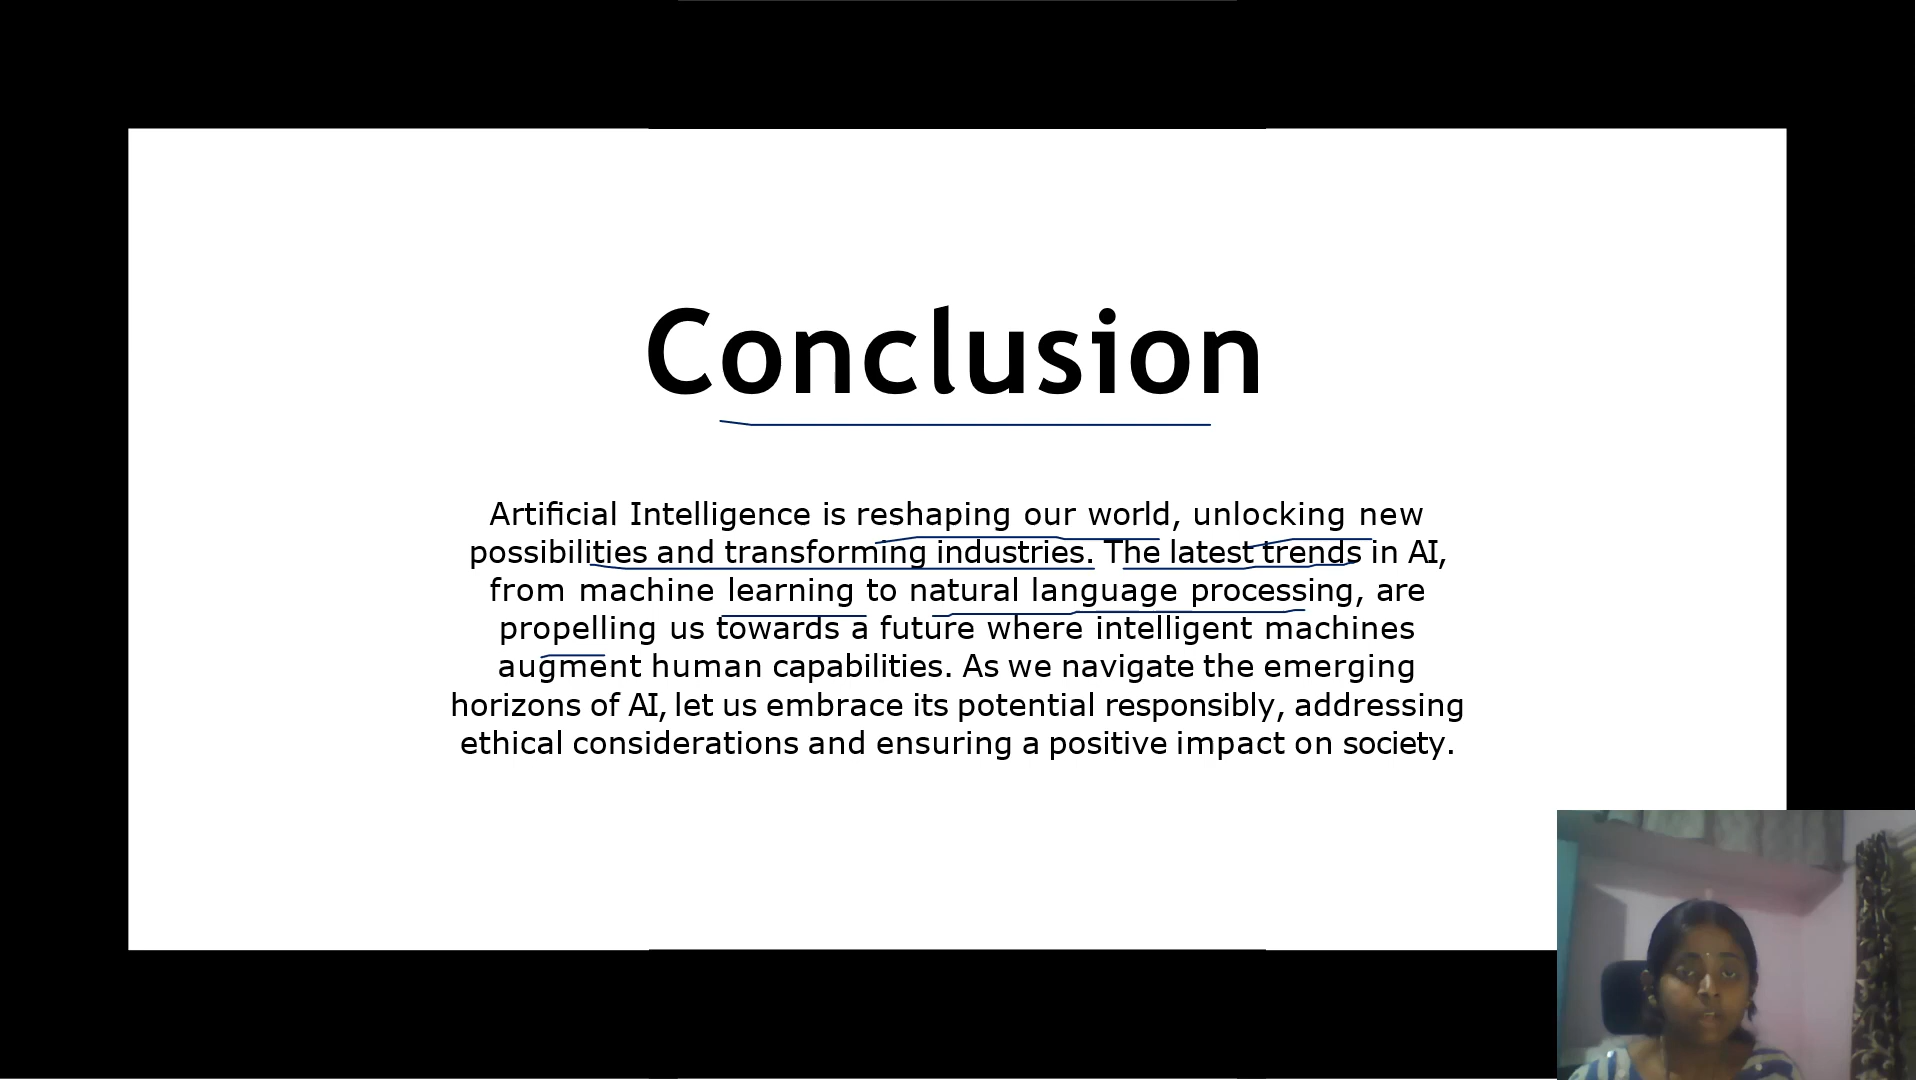 Conclusion
Artificial Intelligence is reshaping our world, unlocking new
possibilities and transforming industries. The latest trends in AI,
from machine learning to natural language processing, are
propelling us towards a future where intelligent machines
augment human capabilities. As we navigate the emerging
horizons of AI, let us embrace its potential responsibly, addressing
ethical considerations and ensuring a positive impact on society.